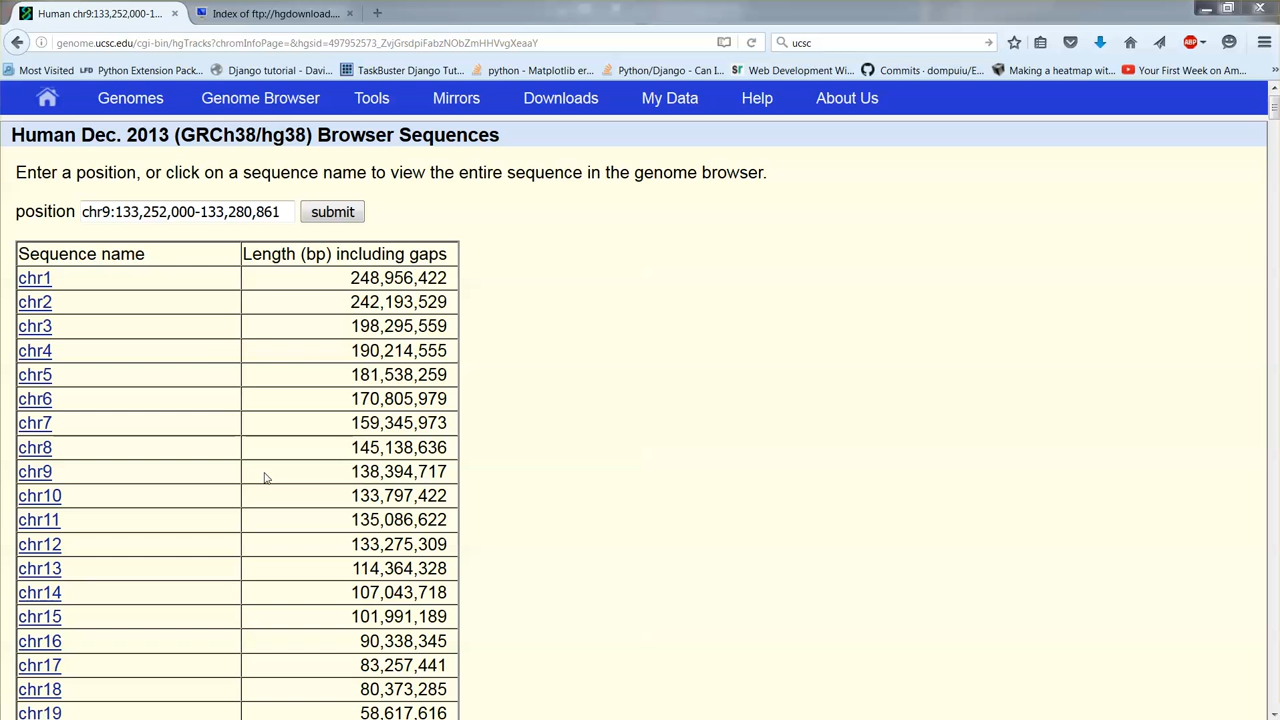 Human chr9:133,252,000-1...
Index of ftp://hgdownload....
genome.ucsc.edu/cgi-bin/hgTracks?chromInfoPage=&hgsid=497952573_ZvjGrsdpiFabzNObZmHHVvgXeaaY
ucsc
ABP
Most Visited
LFD Python Extension Pack...
Django tutorial - Davi...
TaskBuster Django Tut...
python - Matplotlib er...
Python/Django - Can I...
ST Web Development Wi...
Commits · dompuiu/E...
Making a heatmap wit...
Your First Week on Am...
Genomes Genome Browser Tools Mirrors Downloads My Data Help About Us
Human Dec. 2013 (GRCh38/hg38) Browser Sequences
Enter a position, or click on a sequence name to view the entire sequence in the genome browser.
position chr9:133,252,000-133,280,861 submit
Sequence name Length (bp) including gaps
chr1 248,956,422
chr2 242,193,529
chr3 198,295,559
chr4 190,214,555
chr5 181,538,259
chr6 170,805,979
chr7 159,345,973
chr8 145,138,636
chr9 138,394,717
chr10 133,797,422
chr11 135,086,622
chr12 133,275,309
chr13 114,364,328
chr14 107,043,718
chr15 101,991,189
chr16 90,338,345
chr17 83,257,441
chr18 80,373,285
chr19 58,617,616